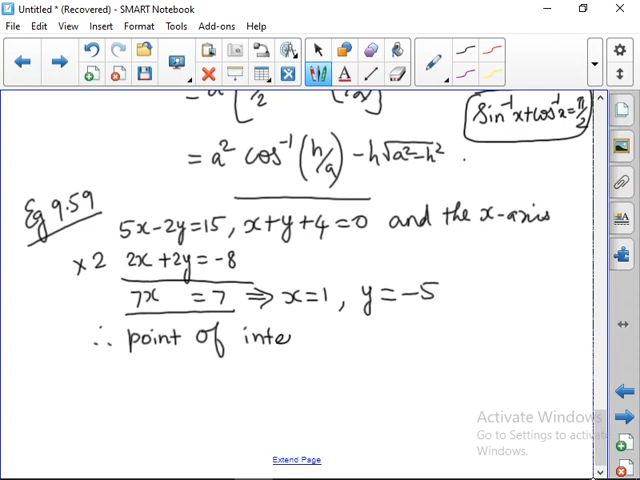 Untitled * (Recovered) - SMART Notebook
File Edit View Insert Format Tools Add-ons Help
= a² [ π/2
Sin⁻¹x+cos⁻¹x=π/2
= a² cos⁻¹(h/a) - h√a²-h² .
Eg 9.59
5x-2y=15, x+y+4=0 and the x-axis
×2 2x+2y=-8
7x =7 ⇒ x=1, y=-5
∴ point of inte
Activate Windows
Go to Settings to activate
Windows.
Extend Page